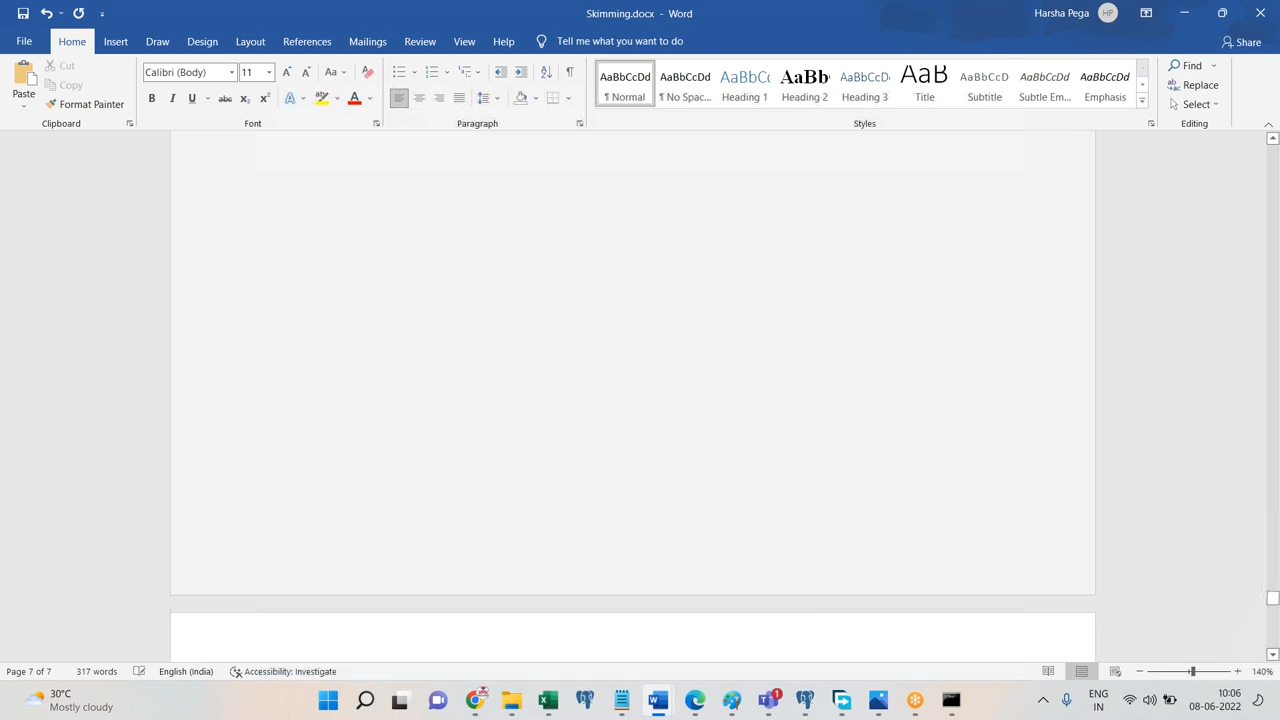 Skimming.docx - Word
Harsha Pega HP
File Home Insert Draw Design Layout References Mailings Review View Help Tell me what you want to do Share
Paste
Cut
Copy
Format Painter
Clipboard
Calibri (Body) 11
Font
Paragraph
AaBbCcDd AaBbCcDd AaBbCc AaBb AaBbCcD AaB AaBbCcD AaBbCcDd AaBbCcDd
¶ Normal ¶ No Spac... Heading 1 Heading 2 Heading 3 Title Subtitle Subtle Em... Emphasis
Styles
Find
Replace
Select
Editing
Page 7 of 7 317 words English (India) Accessibility: Investigate 140%
30°C
Mostly cloudy
1
ENG
IN
10:06
08-06-2022